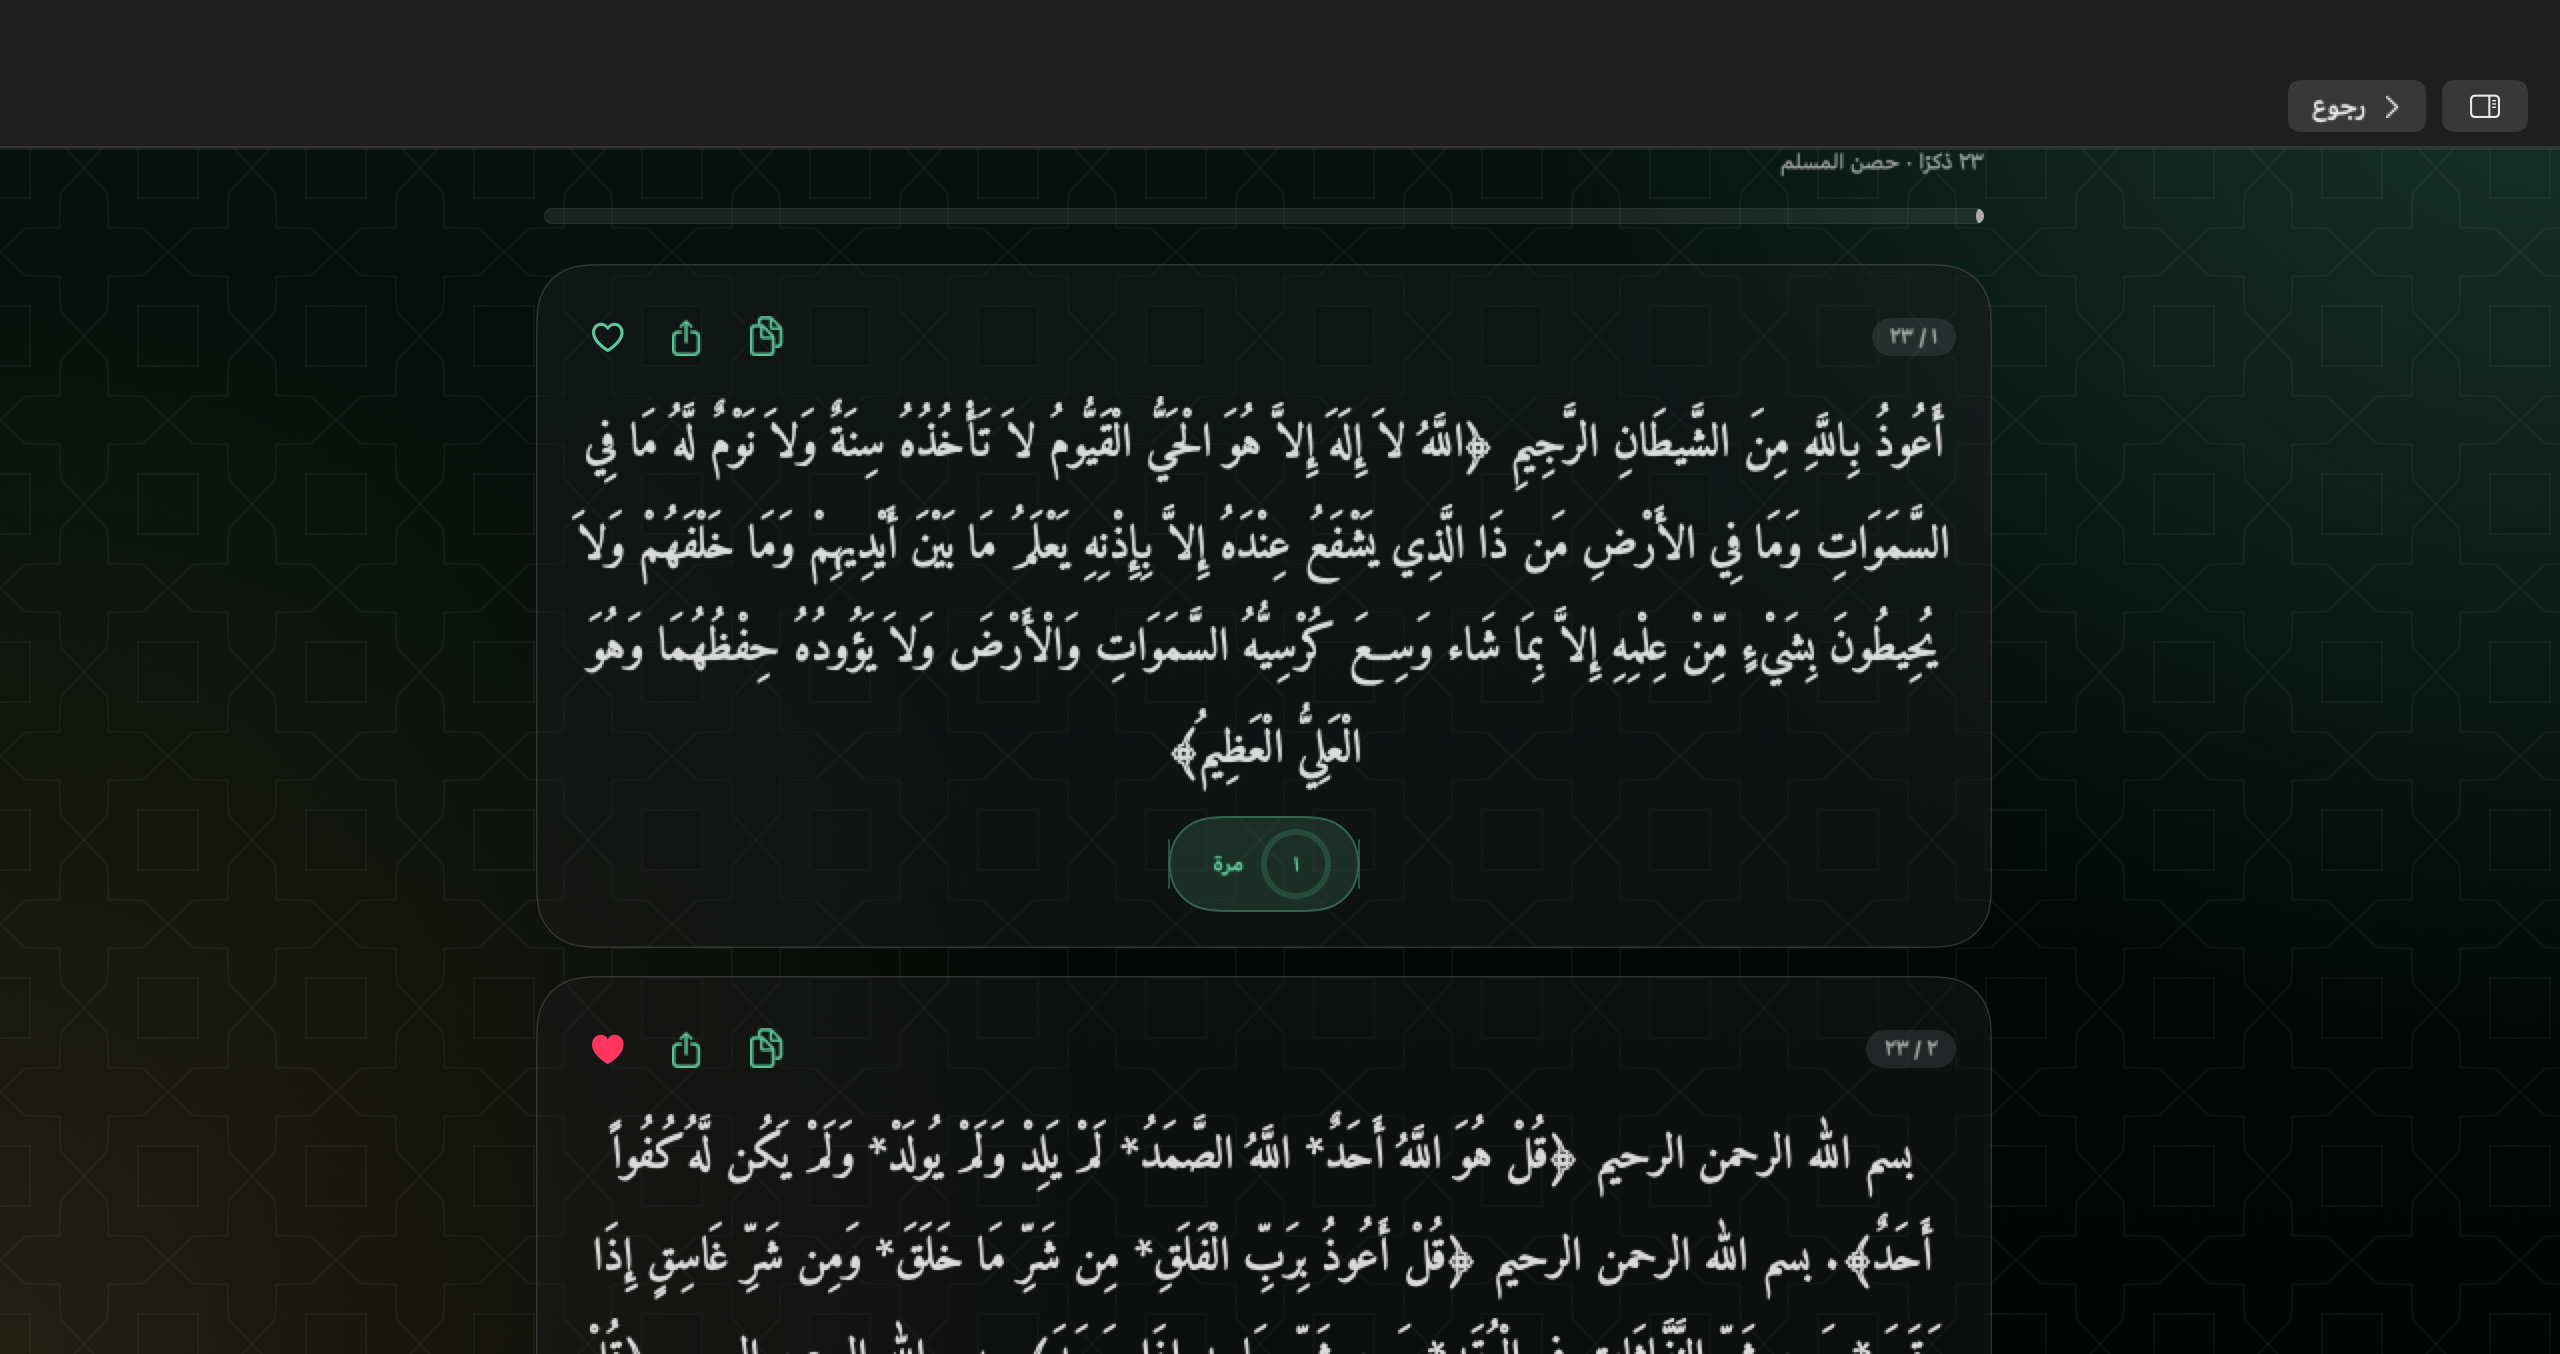 رجوع
٢٣ ذكرًا · حصن المسلم
١ / ٢٣
أَعُوذُ بِاللَّهِ مِنَ الشَّيطَانِ الرَّجِيمِ ﴿اللَّهُ لاَ إِلَهَ إِلاَّ هُوَ الْحَيُّ الْقَيُّومُ لاَ تَأْخُذُهُ سِنَةٌ وَلاَ نَوْمٌ لَّهُ مَا فِي
السَّمَوَاتِ وَمَا فِي الأَرْضِ مَن ذَا الَّذِي يَشْفَعُ عِنْدَهُ إِلاَّ بِإِذْنِهِ يَعْلَمُ مَا بَيْنَ أَيْدِيهِمْ وَمَا خَلْفَهُمْ وَلاَ
يُحِيطُونَ بِشَيْءٍ مِّنْ عِلْمِهِ إِلاَّ بِمَا شَاء وَسِعَ كُرْسِيُّهُ السَّمَوَاتِ وَالْأَرْضَ وَلاَ يَؤُودُهُ حِفْظُهُمَا وَهُوَ
الْعَلِيُّ الْعَظِيمُ﴾
١ مرة
٢ / ٢٣
بسم الله الرحمن الرحيم ﴿قُلْ هُوَ اللَّهُ أَحَدٌ* اللَّهُ الصَّمَدُ* لَمْ يَلِدْ وَلَمْ يُولَدْ* وَلَمْ يَكُن لَّهُ كُفُواً
أَحَدٌ﴾. بسم الله الرحمن الرحيم ﴿قُلْ أَعُوذُ بِرَبِّ الْفَلَقِ* مِن شَرِّ مَا خَلَقَ* وَمِن شَرِّ غَاسِقٍ إِذَا